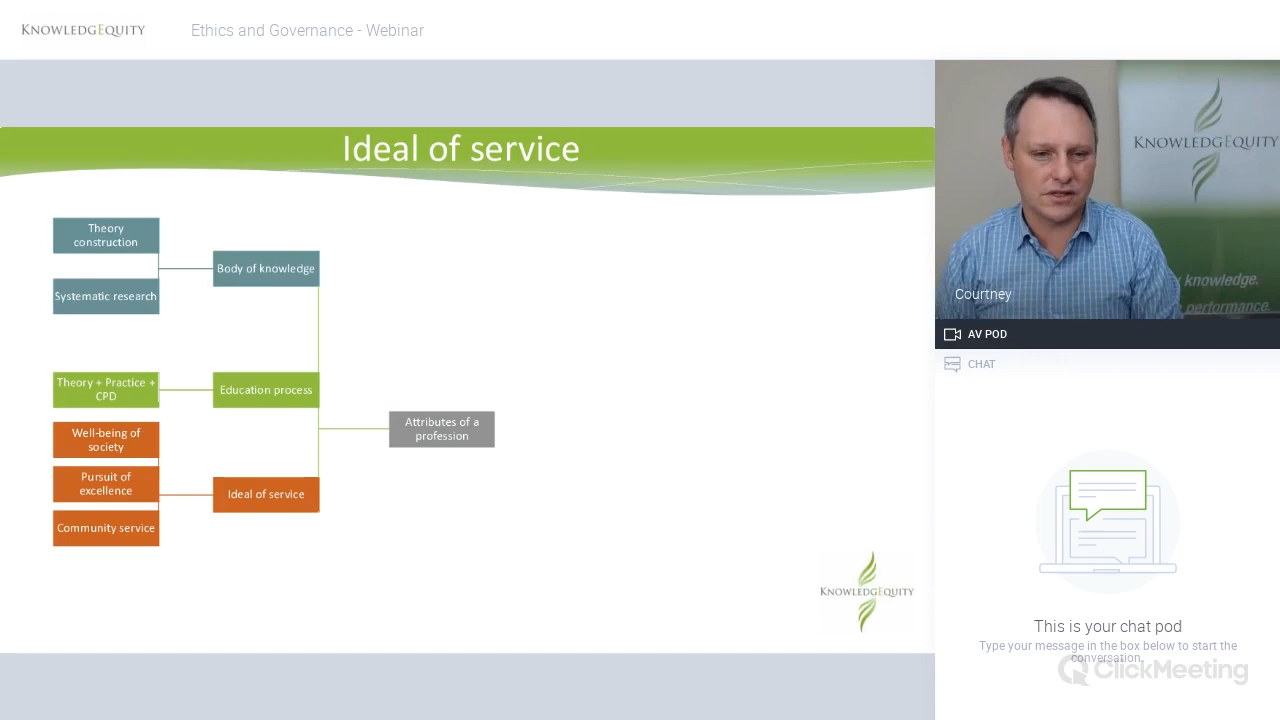 KNOWLEDGEQUITY
Ethics and Governance - Webinar
Ideal of service
Theory
construction
Systematic research
Body of knowledge
Theory + Practice +
CPD
Education process
Well-being of
society
Pursuit of
excellence
Community service
Ideal of service
Attributes of a
profession
KNOWLEDGEQUITY
KNOWLEDGEQUITY
knowledge.
performance.
Courtney
AV POD
CHAT
This is your chat pod
Type your message in the box below to start the
conversation.
ClickMeeting